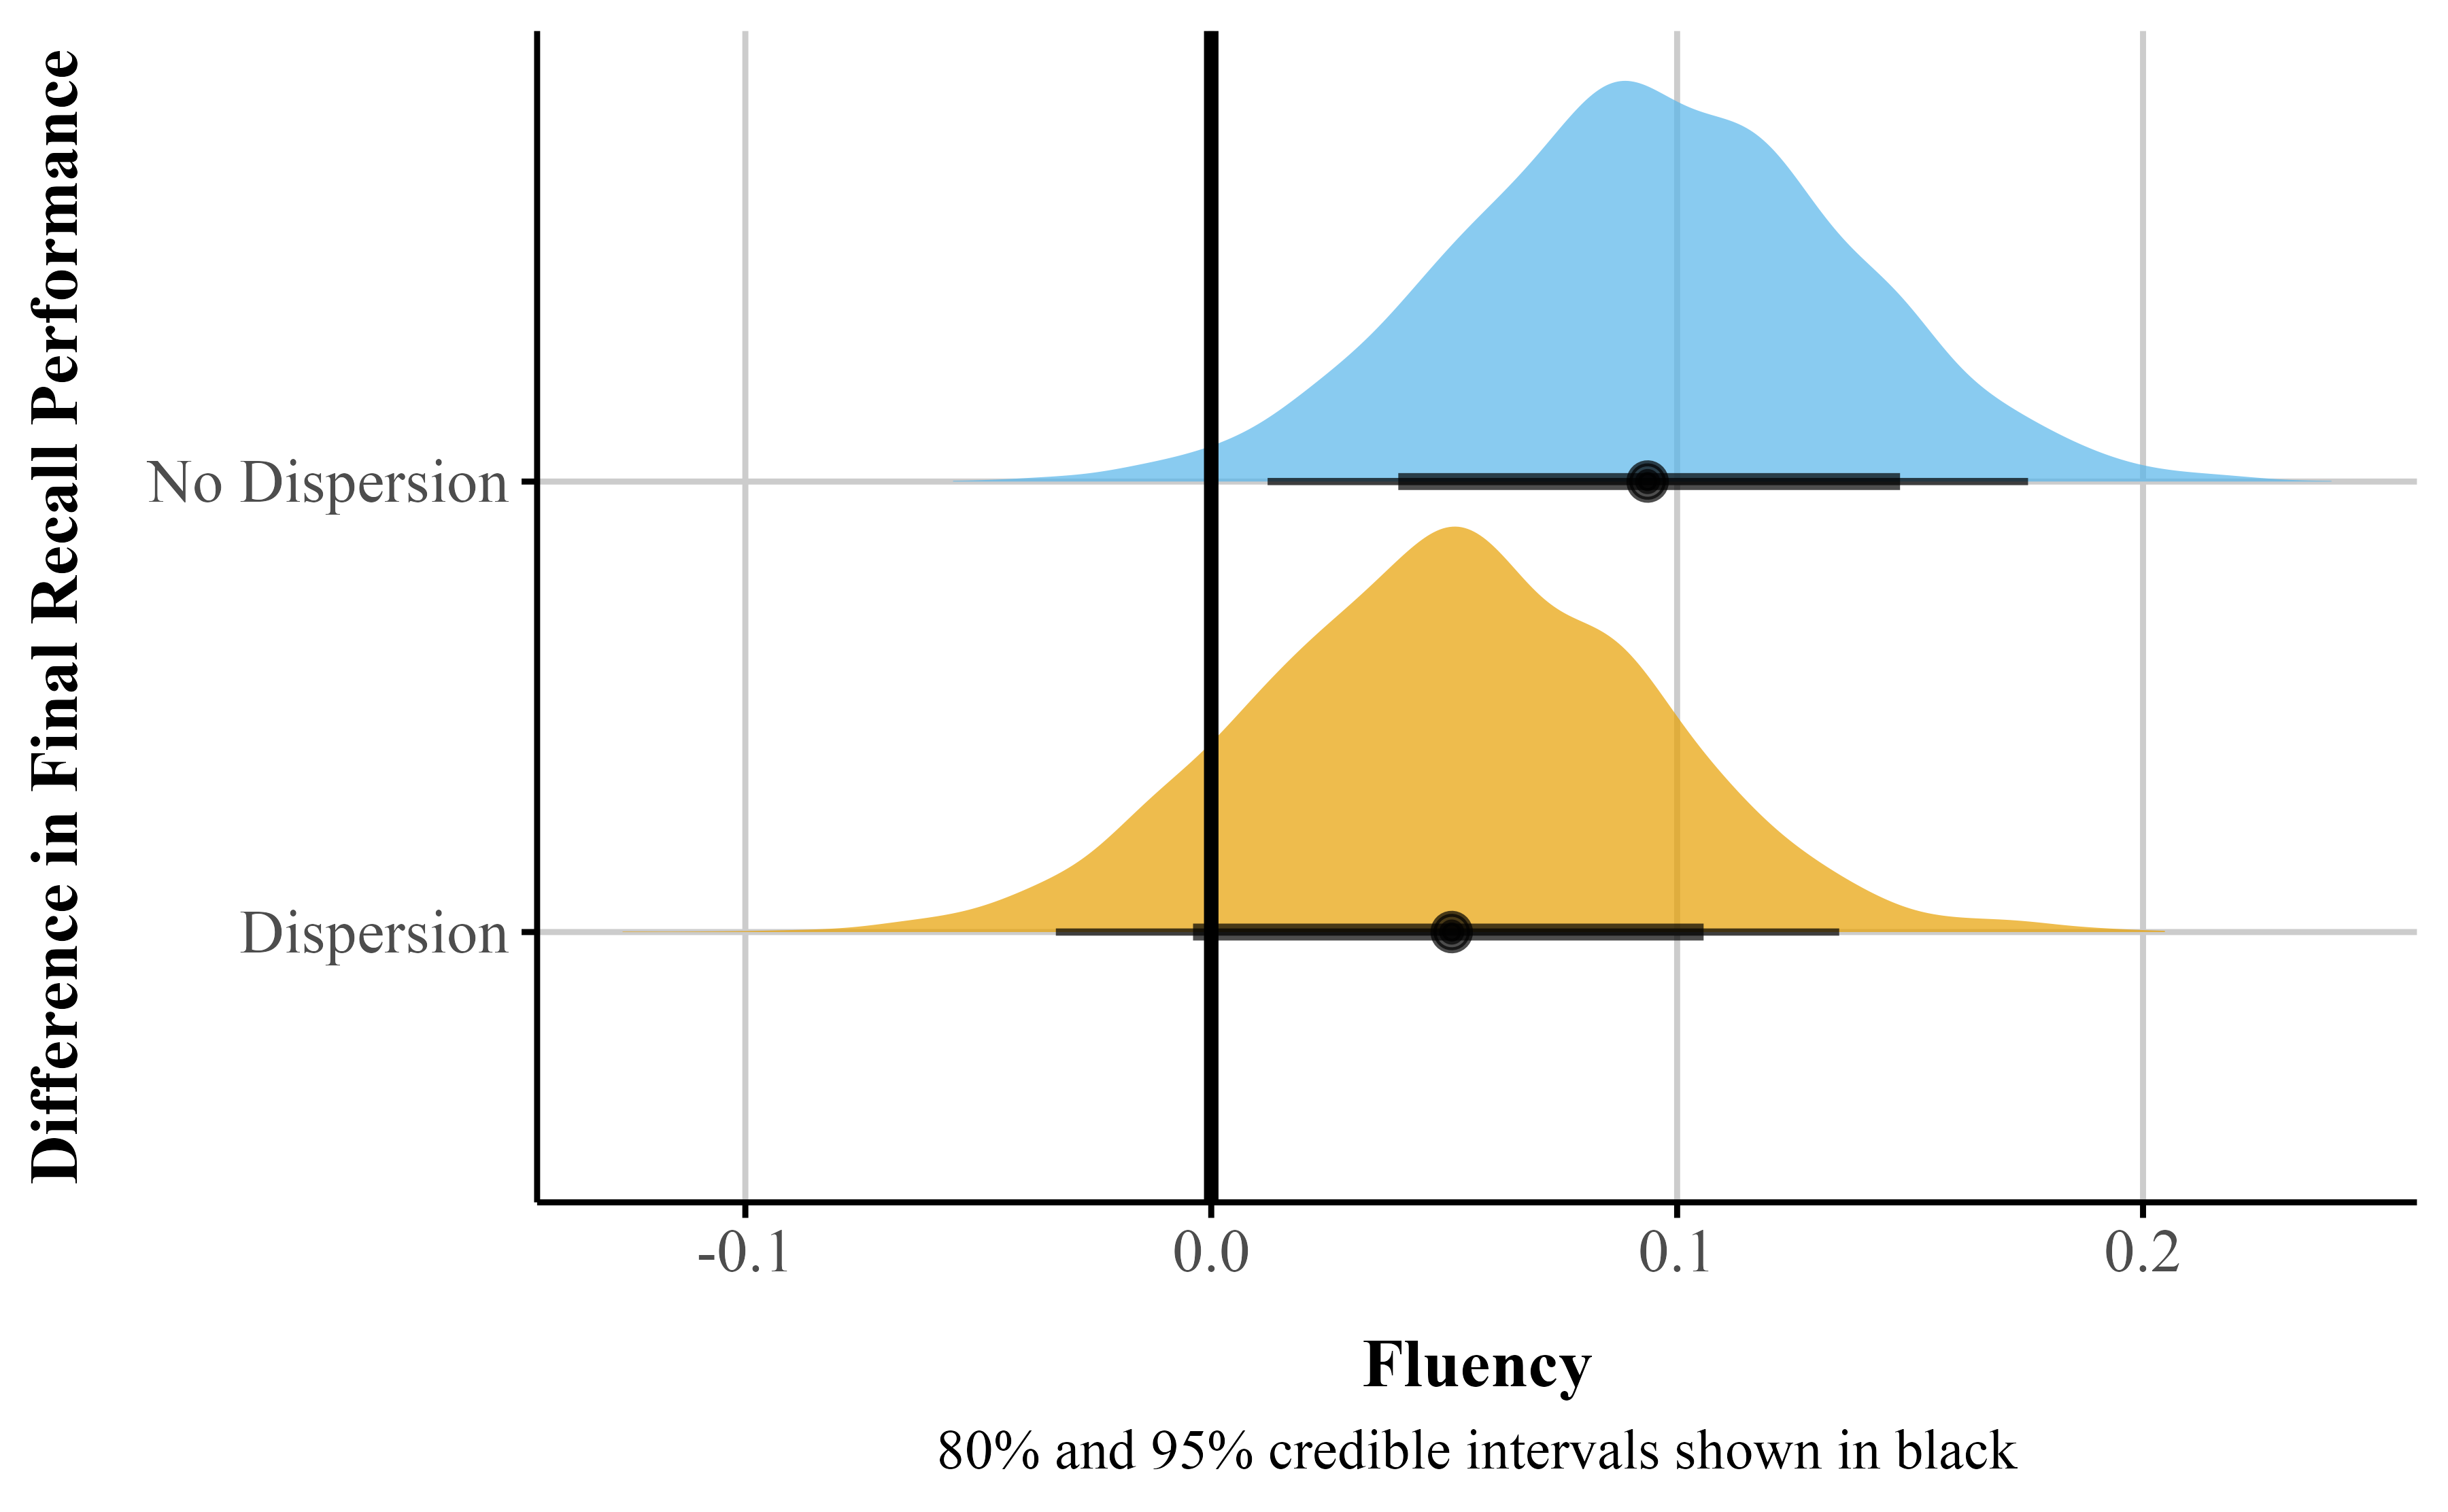 Difference in Final Recall Performance
No Dispersion
Dispersion
-0.1
0.0
0.1
0.2
Fluency
80% and 95% credible intervals shown in black